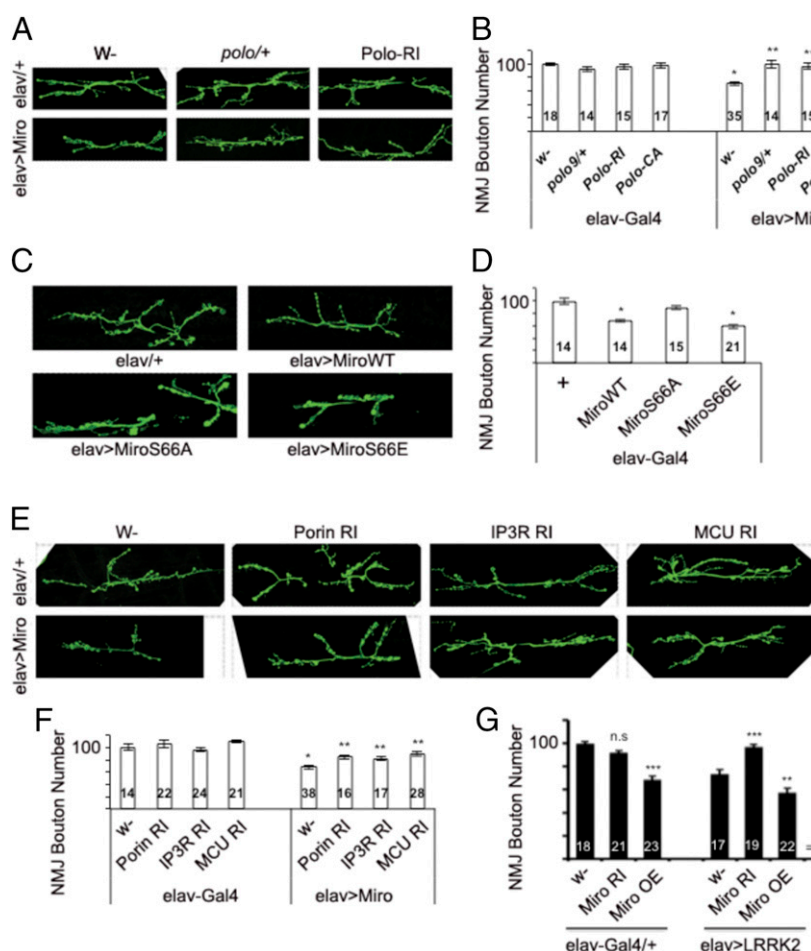 A
W-
polo/+
Polo-RI
elav/+
elav>Miro
B
NMJ Bouton Number
100
* ** **
18 14 15 17 35 14 15
w- polo9/+ Polo-RI Polo-CA w- polo9/+ Polo-RI
elav-Gal4
elav>Mi
C
elav/+
elav>MiroWT
elav>MiroS66A
elav>MiroS66E
D
NMJ Bouton Number
100
* *
14 14 15 21
+ MiroWT MiroS66A MiroS66E
elav-Gal4
E
W-
Porin RI
IP3R RI
MCU RI
elav/+
elav>Miro
F
NMJ Bouton Number
100
* ** ** **
14 22 24 21 38 16 17 28
w- Porin RI IP3R RI MCU RI w- Porin RI IP3R RI MCU RI
elav-Gal4
elav>Miro
G
NMJ Bouton Number
100
n.s *** *** **
18 21 23 17 19 22
w- Miro RI Miro OE w- Miro RI Miro OE
elav-Gal4/+
elav>LRRK2